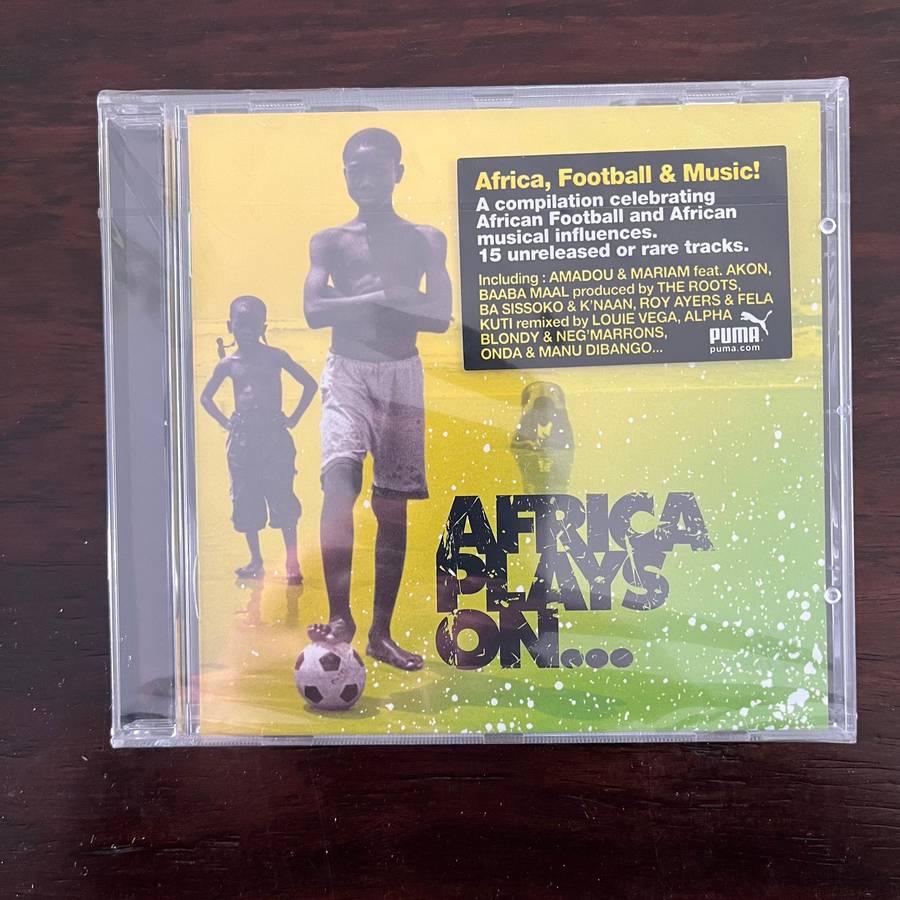 Africa, Football & Music!
A compilation celebrating
African Football and African
musical influences.
15 unreleased or rare tracks.
Including : AMADOU & MARIAM feat. AKON,
BAABA MAAL produced by THE ROOTS,
BA SISSOKO & K'NAAN, ROY AYERS & FELA
KUTI remixed by LOUIE VEGA, ALPHA
BLONDY & NEG'MARRONS,
ONDA & MANU DIBANGO...
PUMA
puma.com
AFRICA
PLAYS
ON...